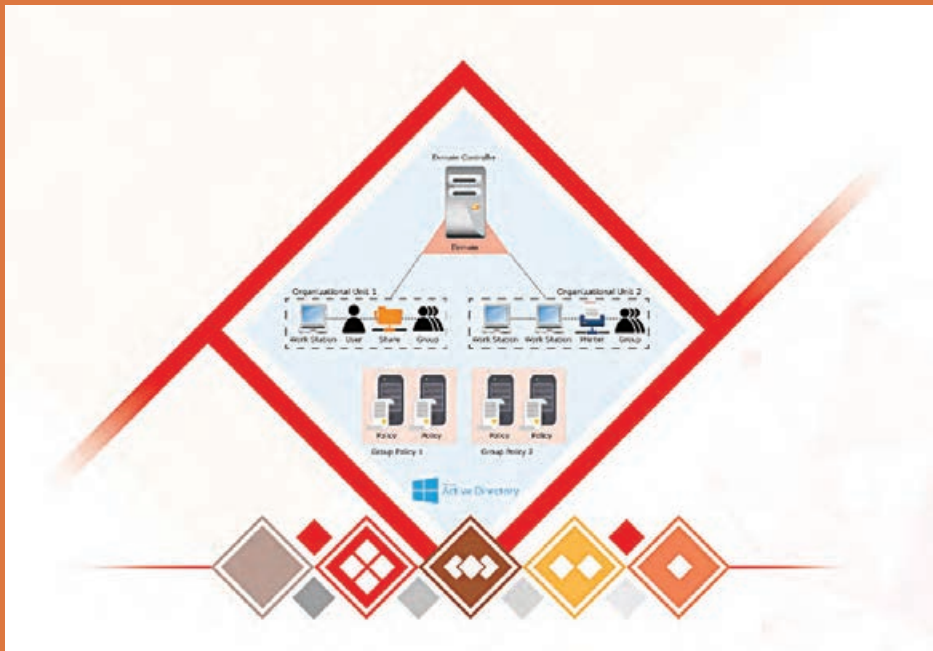 Domain Controller
Domain
Organizational Unit 1
Organizational Unit 2
Work Station User Share Group
Work Station Work Station Printer Group
Policy Policy
Policy Policy
Group Policy 1
Group Policy 2
Active Directory